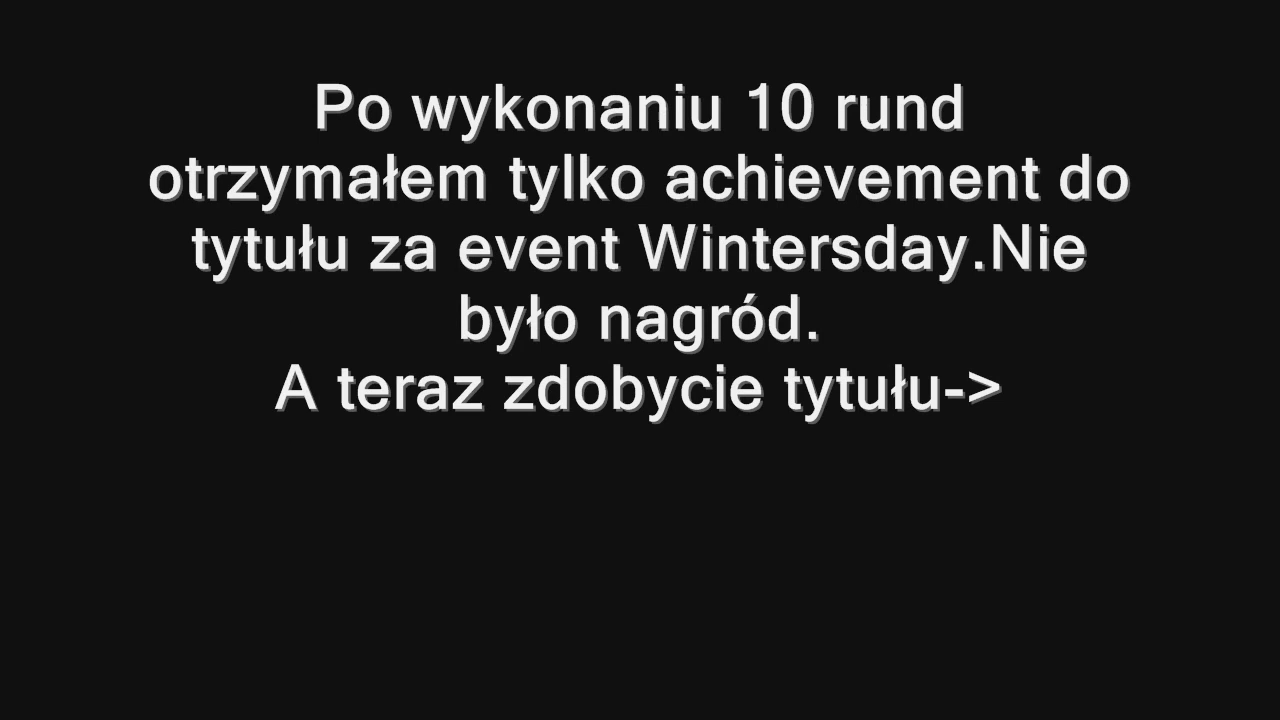 Po wykonaniu 10 rund
otrzymałem tylko achievement do
tytułu za event Wintersday.Nie
było nagród.
A teraz zdobycie tytułu->